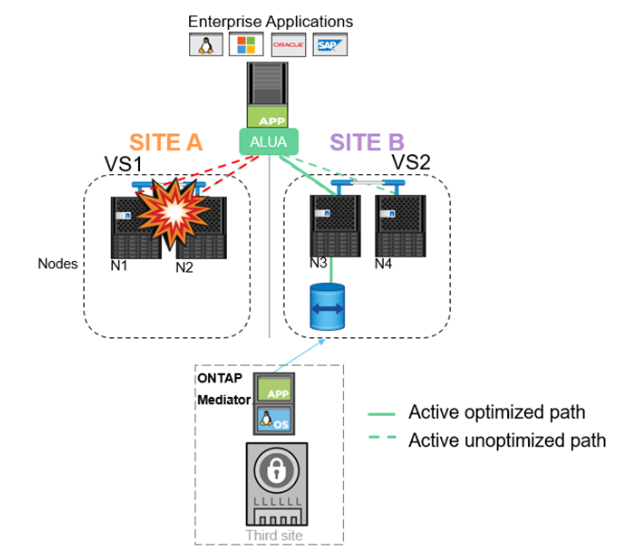 Enterprise Applications
ORACLE
SAP
APP
ALUA
SITE A
SITE B
VS1
VS2
Nodes
N1
N2
N3
N4
ONTAP
Mediator
APP
OS
LLLLLL
Third site
Active optimized path
Active unoptimized path